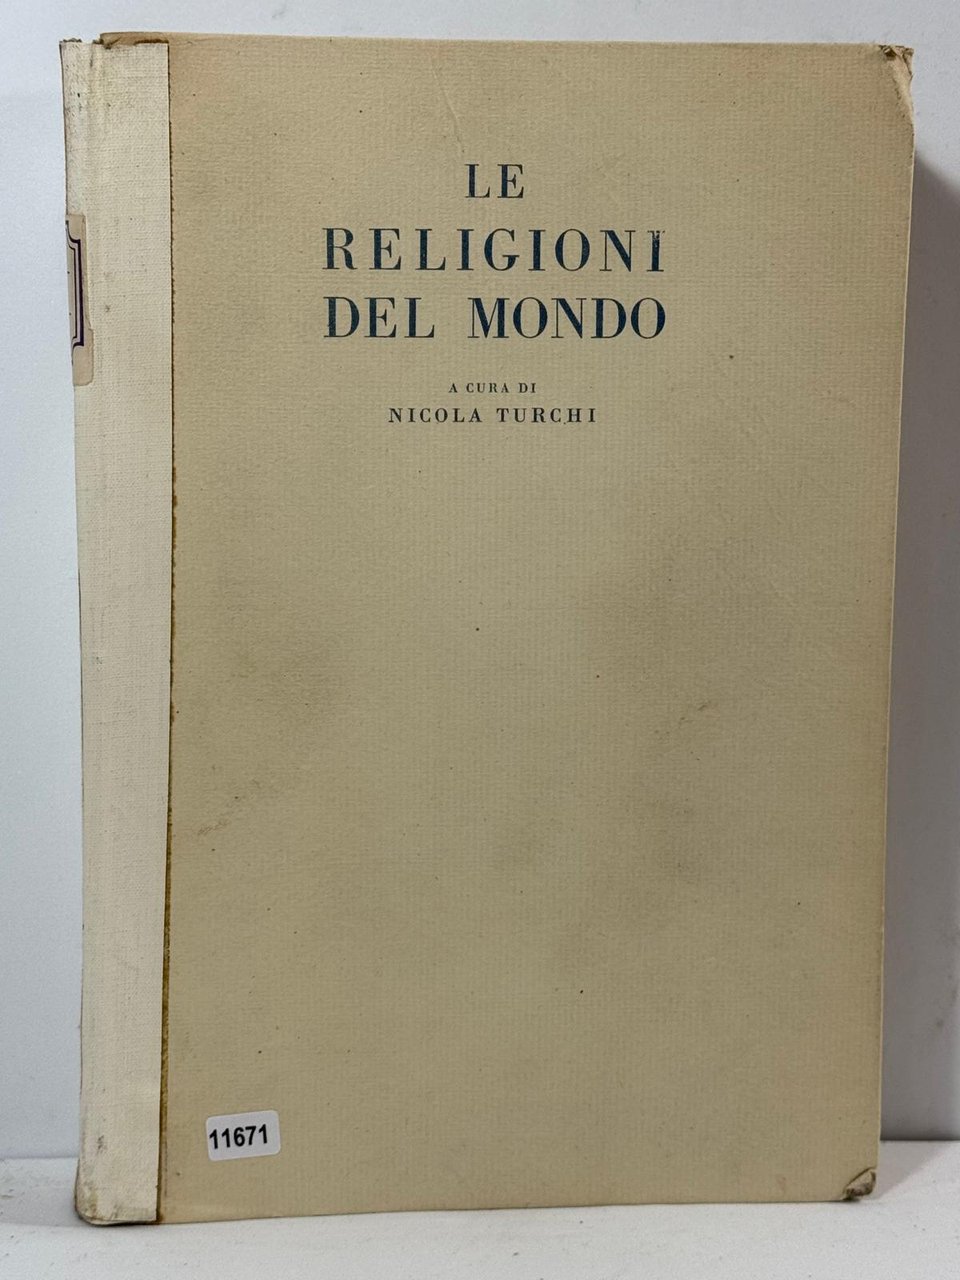 LE
RELIGIONI
DEL MONDO
A CURA DI
NICOLA TURCHI
11671